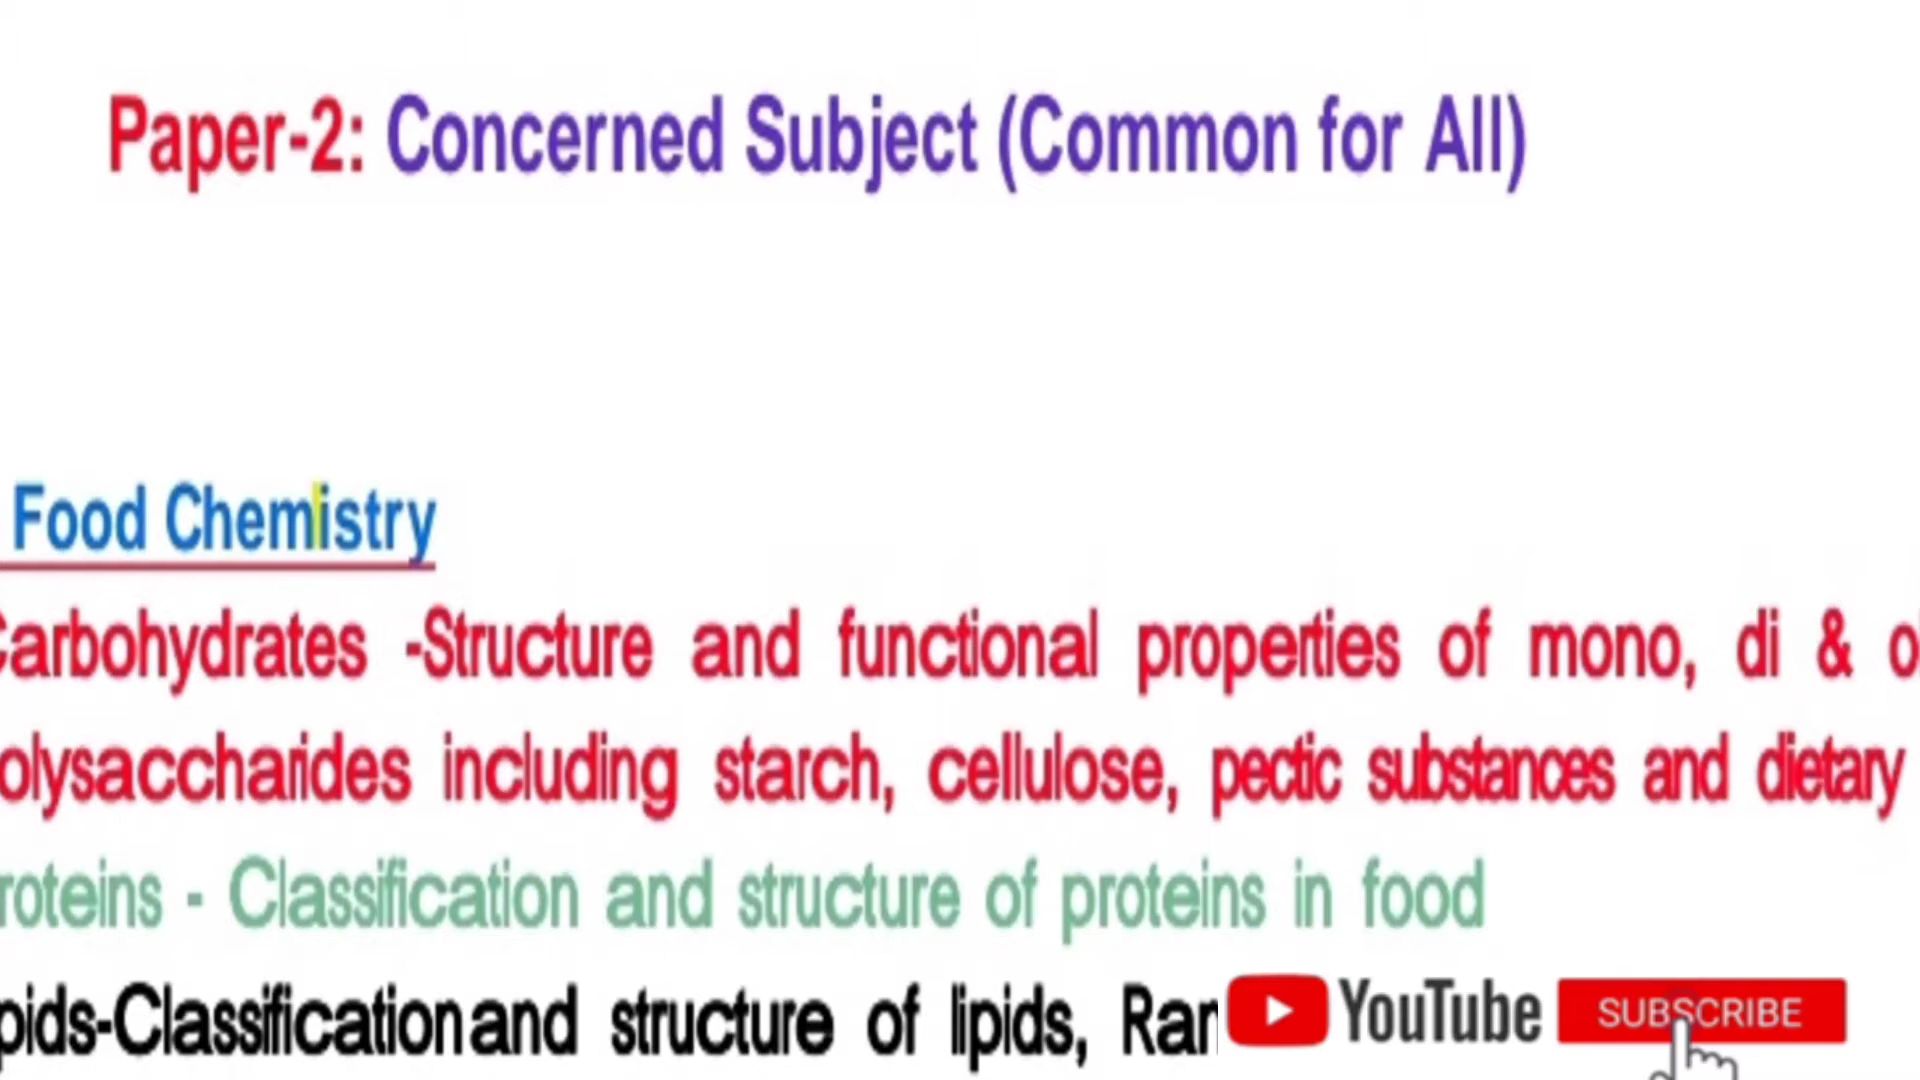 Paper-2: Concerned Subject (Common for All)
Food Chemistry
Carbohydrates -Structure and functional properties of mono, di & o
olysaccharides including starch, cellulose, pectic substances and dietary
roteins - Classification and structure of proteins in food
pids-Classification and structure of lipids, Ran
YouTube SUBSCRIBE